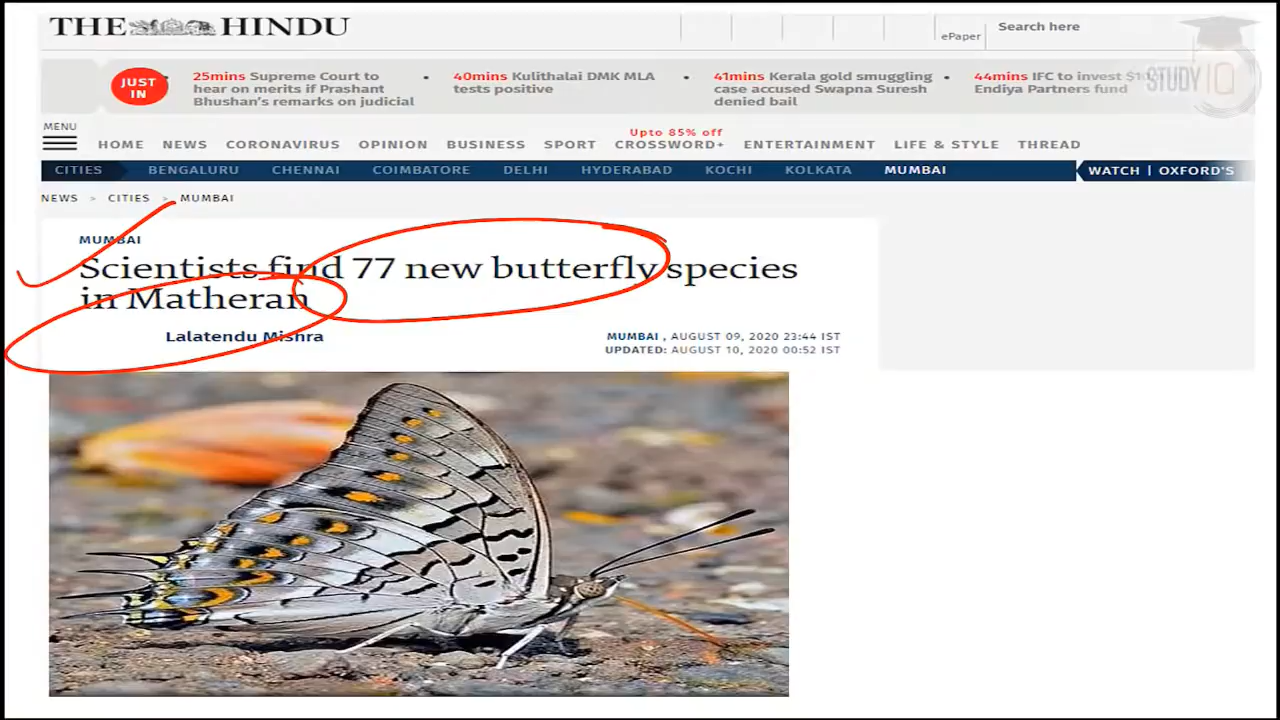 THE HINDU
ePaper
Search here
JUST
IN
25mins Supreme Court to
hear on merits if Prashant
Bhushan's remarks on judicial
40mins Kulithalai DMK MLA
tests positive
41mins Kerala gold smuggling
case accused Swapna Suresh
denied bail
44mins IFC to invest
Endiya Partners fund
STUDY IQ
MENU
Upto 85% off
HOME NEWS CORONAVIRUS OPINION BUSINESS SPORT CROSSWORD+ ENTERTAINMENT LIFE & STYLE THREAD
CITIES BENGALURU CHENNAI COIMBATORE DELHI HYDERABAD KOCHI KOLKATA MUMBAI WATCH | OXFORD'S
NEWS > CITIES > MUMBAI
MUMBAI
Scientists find 77 new butterfly species
in Matheran
Lalatendu Mishra
MUMBAI , AUGUST 09, 2020 23:44 IST
UPDATED: AUGUST 10, 2020 00:52 IST